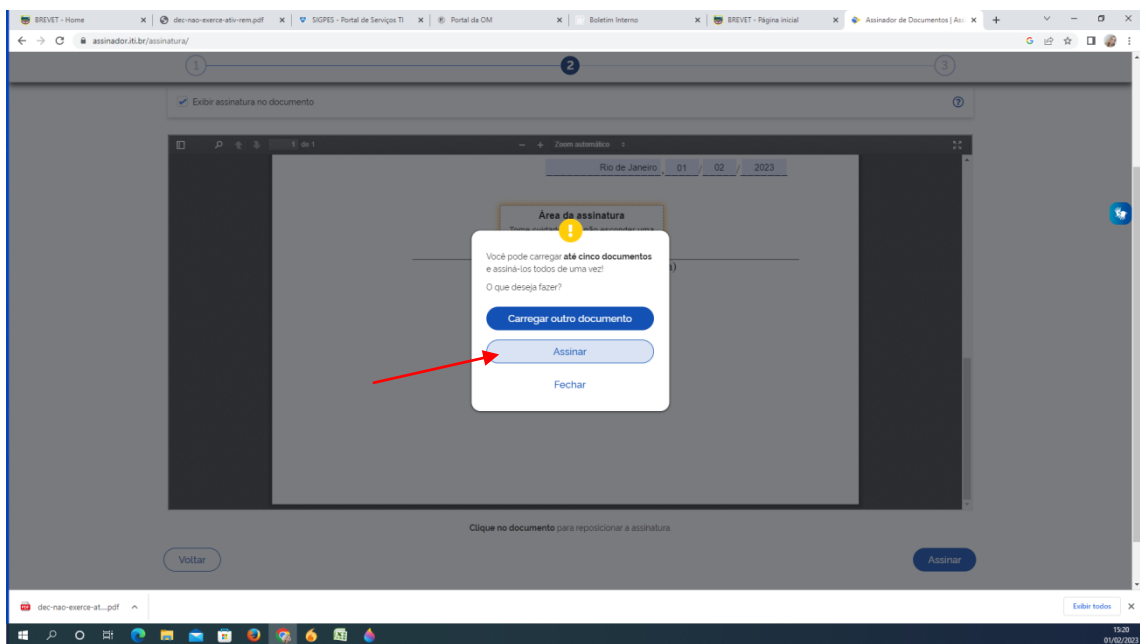 BREVET - Home
dec-nao-exerce-ativ-rem.pdf
SIGPES - Portal de Serviços TI
Portal da OM
Boletim Interno
BREVET - Página inicial
Assinador de Documentos | Ass
assinador.iti.br/assinatura/
1
2
3
Exibir assinatura no documento
1 de 1
Zoom automático
Rio de Janeiro, 01 / 02 / 2023
Área da assinatura
Você pode carregar até cinco documentos
e assiná-los todos de uma vez!
O que deseja fazer?
Carregar outro documento
Assinar
Fechar
Clique no documento para reposicionar a assinatura.
Voltar
Assinar
dec-nao-exerce-at....pdf
Exibir todos
15:20
01/02/2023